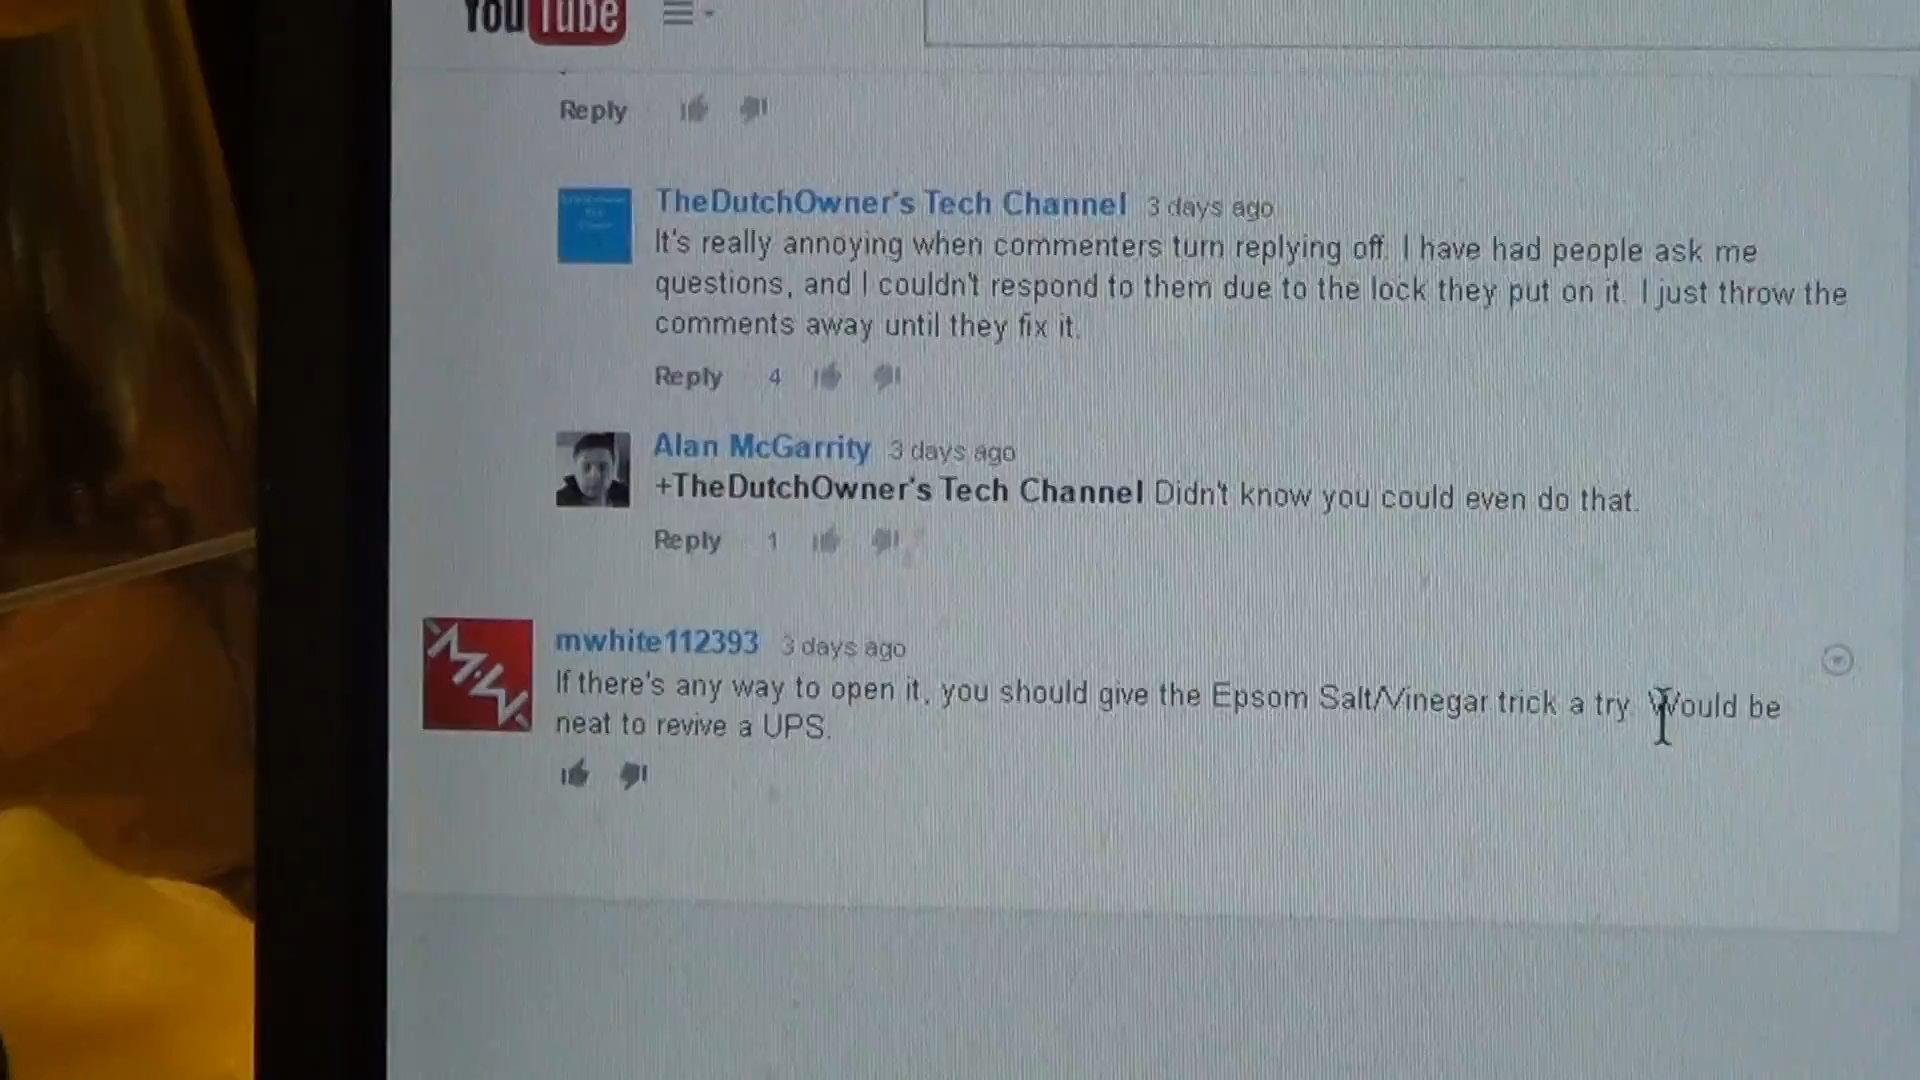 YouTube
Reply
TheDutchOwner's Tech Channel 3 days ago
It's really annoying when commenters turn replying off. I have had people ask me
questions, and I couldn't respond to them due to the lock they put on it. I just throw the
comments away until they fix it.
Reply 4
Alan McGarrity 3 days ago
+TheDutchOwner's Tech Channel Didn't know you could even do that.
Reply 1
M.W.
mwhite112393 3 days ago
If there's any way to open it, you should give the Epsom Salt/Vinegar trick a try. Would be
neat to revive a UPS.